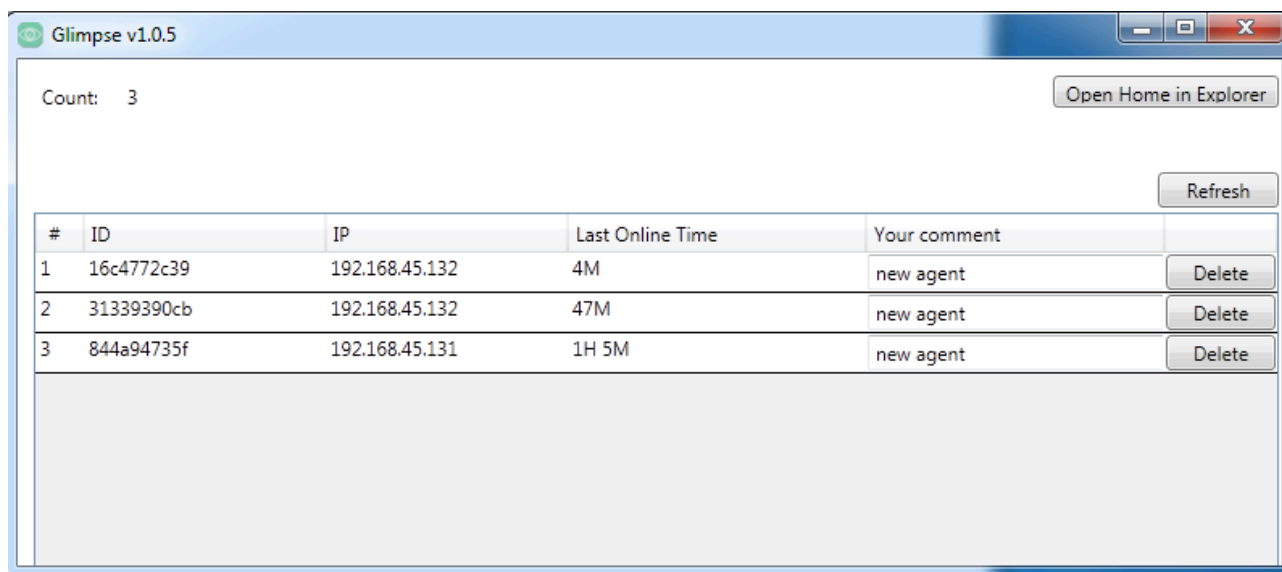 Glimpse v1.0.5
Count: 3
Open Home in Explorer
Refresh
# ID IP Last Online Time Your comment
1 16c4772c39 192.168.45.132 4M new agent Delete
2 31339390cb 192.168.45.132 47M new agent Delete
3 844a94735f 192.168.45.131 1H 5M new agent Delete